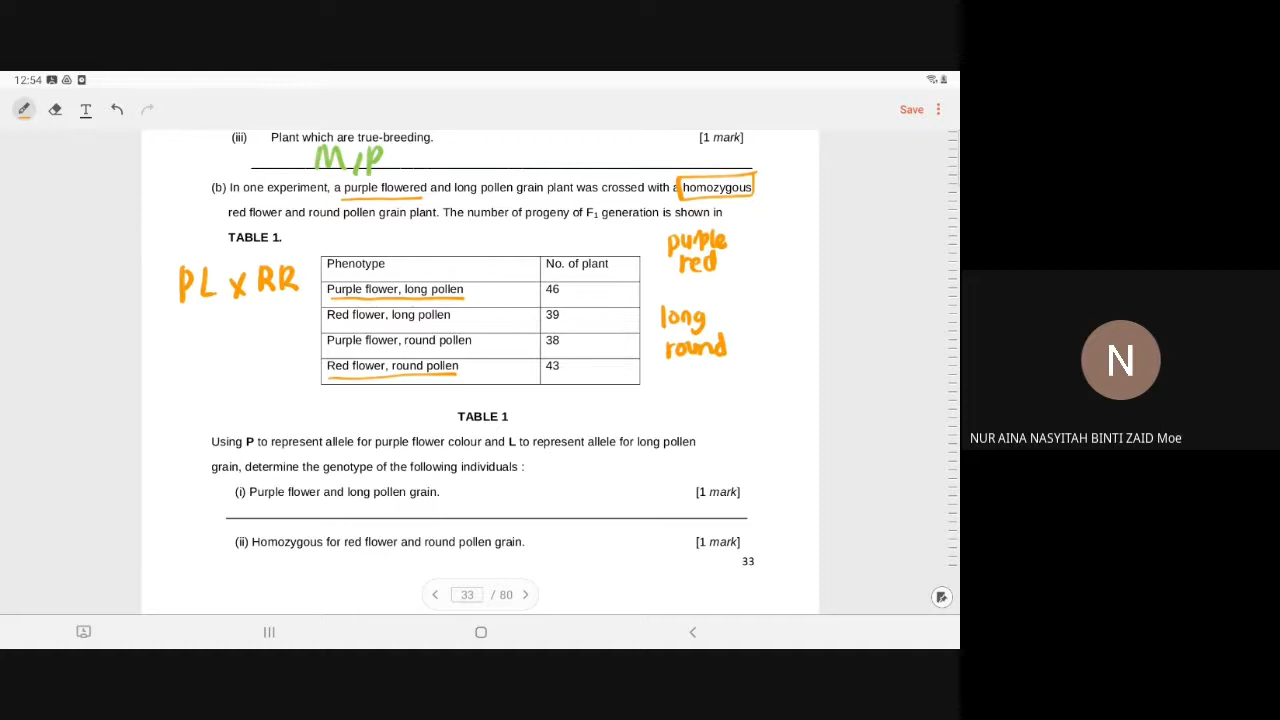 12:54
Save
(iii) Plant which are true-breeding. [1 mark]
M/P
(b) In one experiment, a purple flowered and long pollen grain plant was crossed with a homozygous
red flower and round pollen grain plant. The number of progeny of F1 generation is shown in
TABLE 1.
PL x RR
Phenotype No. of plant
Purple flower, long pollen 46
Red flower, long pollen 39
Purple flower, round pollen 38
Red flower, round pollen 43
purple
red
long
round
TABLE 1
Using P to represent allele for purple flower colour and L to represent allele for long pollen
grain, determine the genotype of the following individuals :
(i) Purple flower and long pollen grain. [1 mark]
(ii) Homozygous for red flower and round pollen grain. [1 mark]
33
33 / 80
N
NUR AINA NASYITAH BINTI ZAID Moe